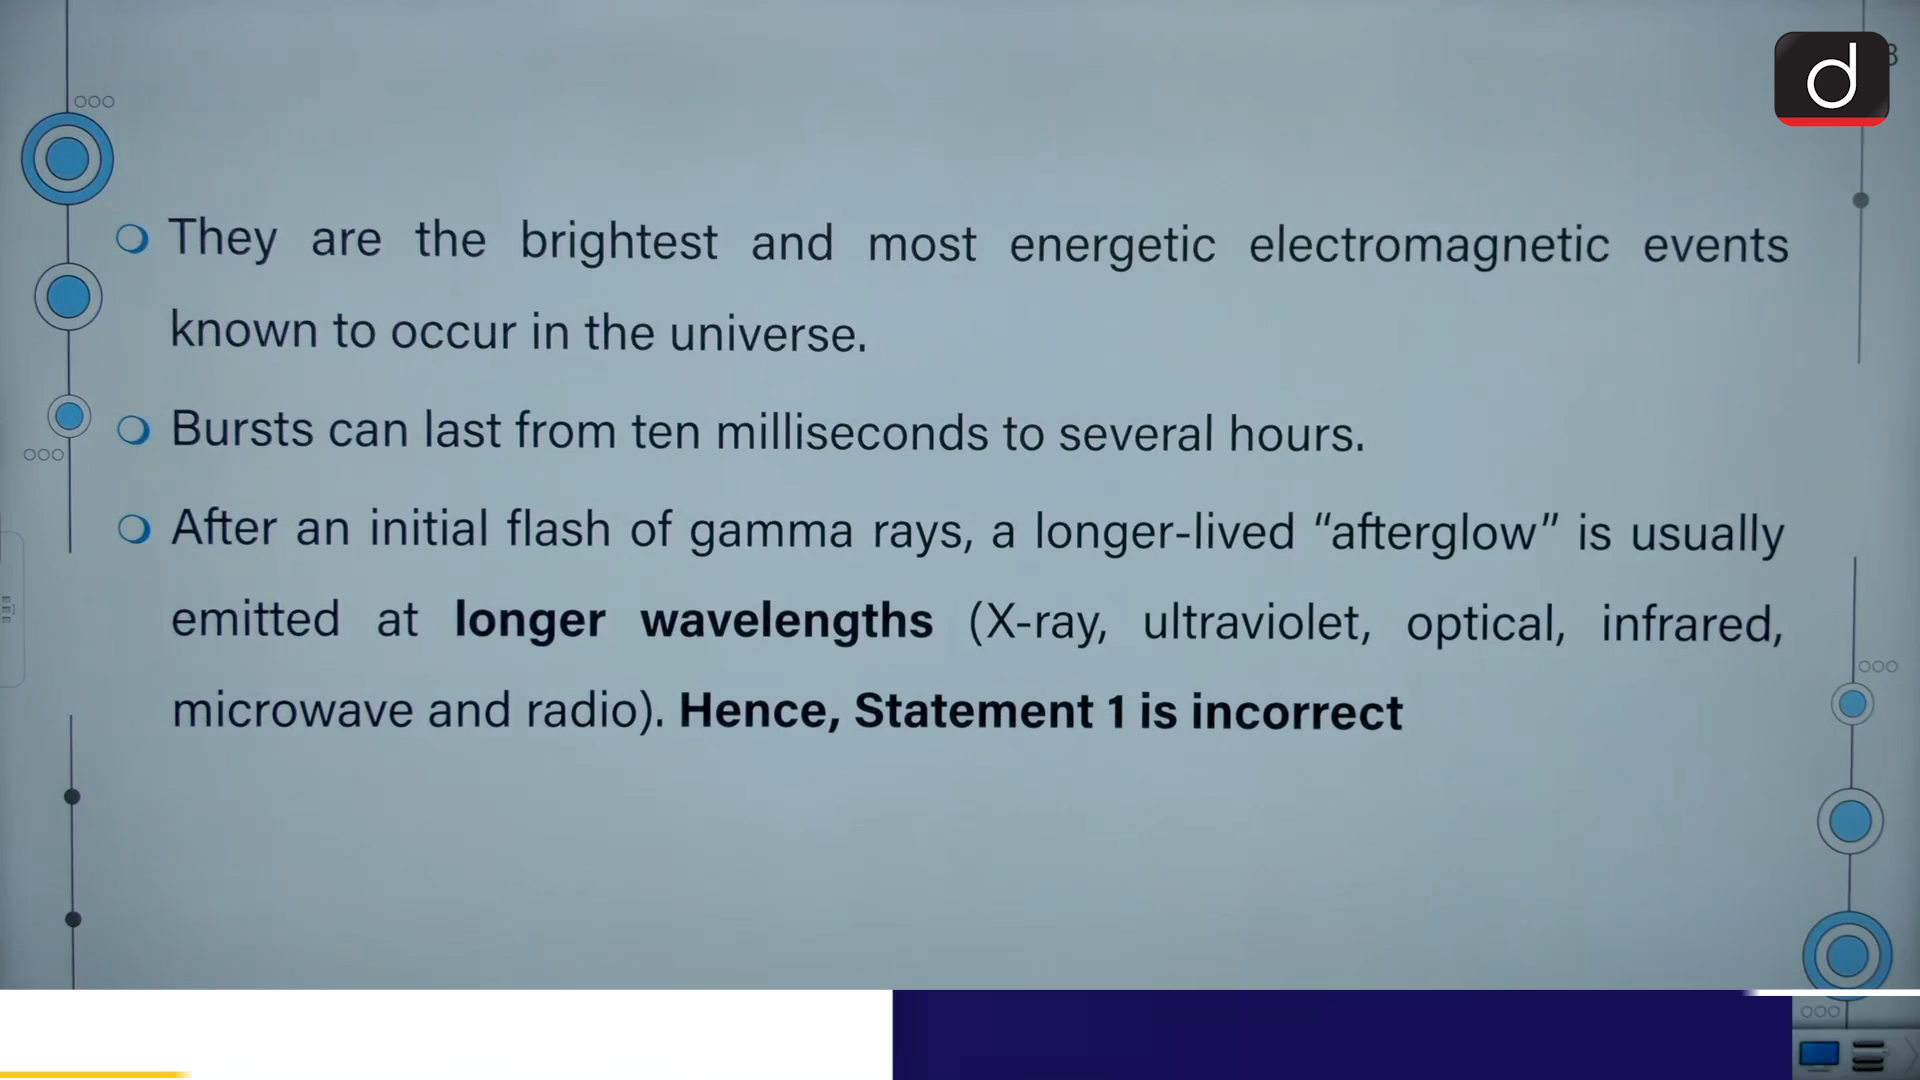 d
They are the brightest and most energetic electromagnetic events
known to occur in the universe.
Bursts can last from ten milliseconds to several hours.
After an initial flash of gamma rays, a longer-lived “afterglow” is usually
emitted at longer wavelengths (X-ray, ultraviolet, optical, infrared,
microwave and radio). Hence, Statement 1 is incorrect